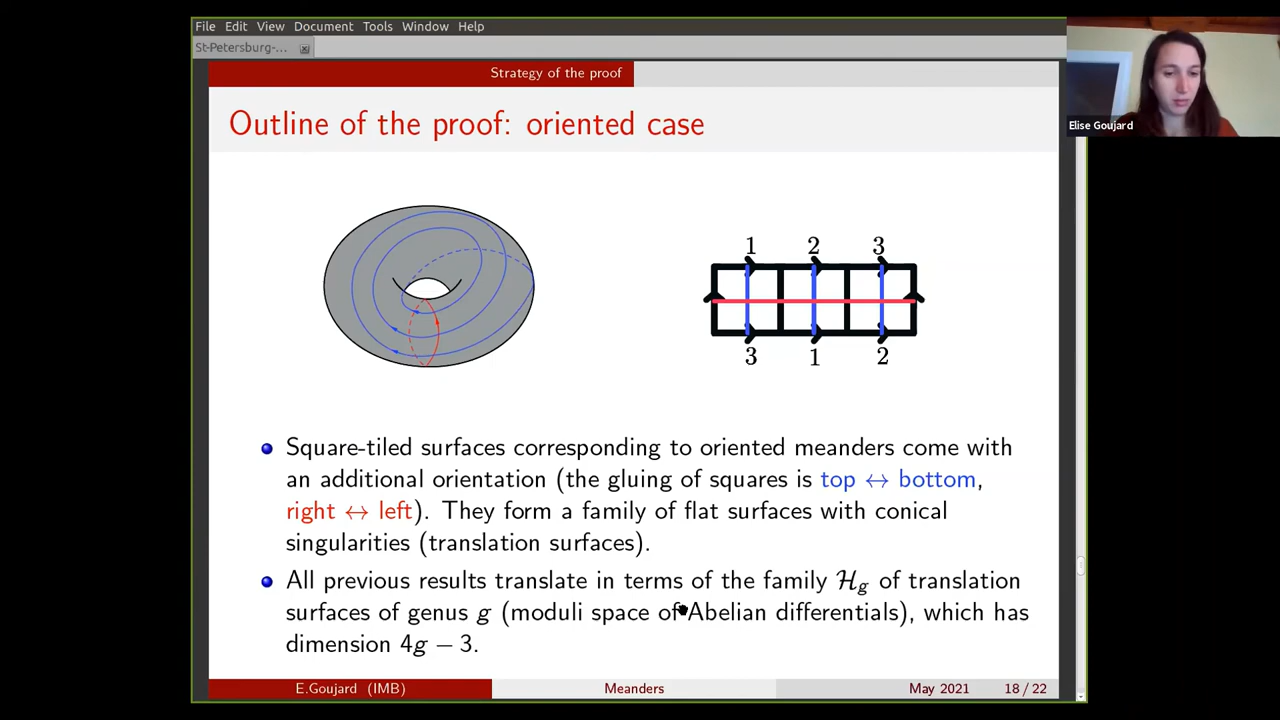 File Edit View Document Tools Window Help
St-Petersburg-...
Strategy of the proof
Outline of the proof: oriented case
Elise Goujard
1 2 3
3 1 2
Square-tiled surfaces corresponding to oriented meanders come with
an additional orientation (the gluing of squares is top ↔ bottom,
right ↔ left). They form a family of flat surfaces with conical
singularities (translation surfaces).
All previous results translate in terms of the family ℋg of translation
surfaces of genus g (moduli space of Abelian differentials), which has
dimension 4g − 3.
E.Goujard (IMB) Meanders May 2021 18 / 22